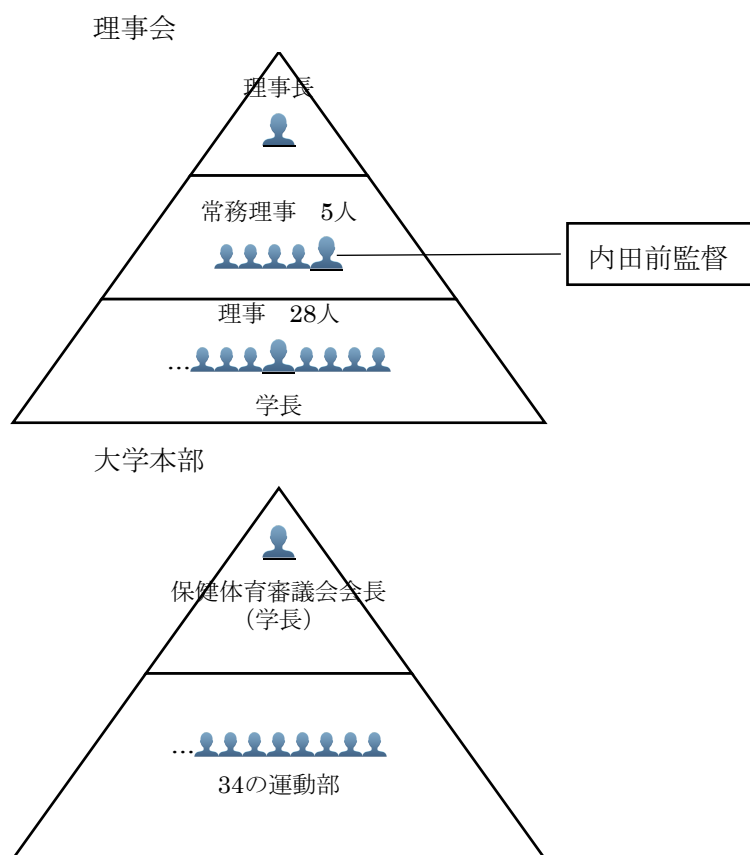 理事会
理事長
常務理事　5人
内田前監督
理事　28人
…
学長
大学本部
保健体育審議会会長
（学長）
…
34の運動部